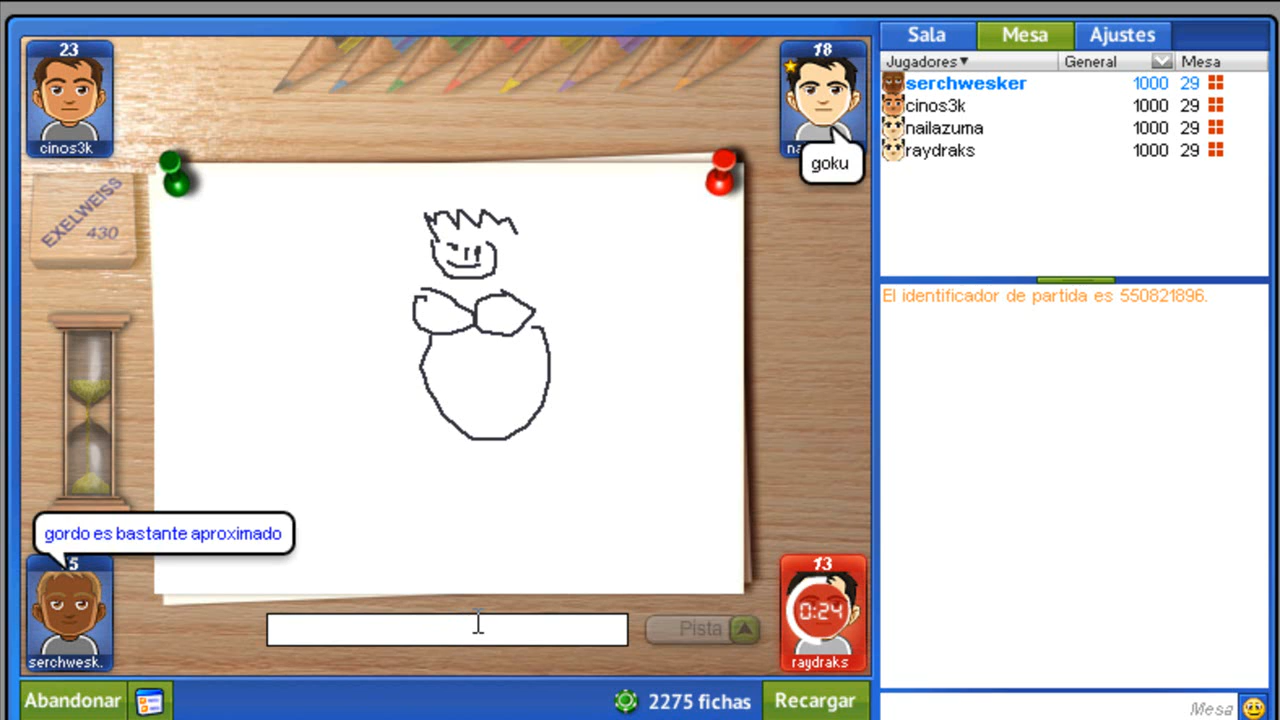 23
cinos3k
18
na
goku
EXELWEISS
430
gordo es bastante aproximado
serchwesk.
13
0:24
raydraks
Pista
Abandonar
2275 fichas
Recargar
Sala Mesa Ajustes
Jugadores General Mesa
serchwesker 1000 29
cinos3k 1000 29
nailazuma 1000 29
raydraks 1000 29
El identificador de partida es 550821896.
Mesa